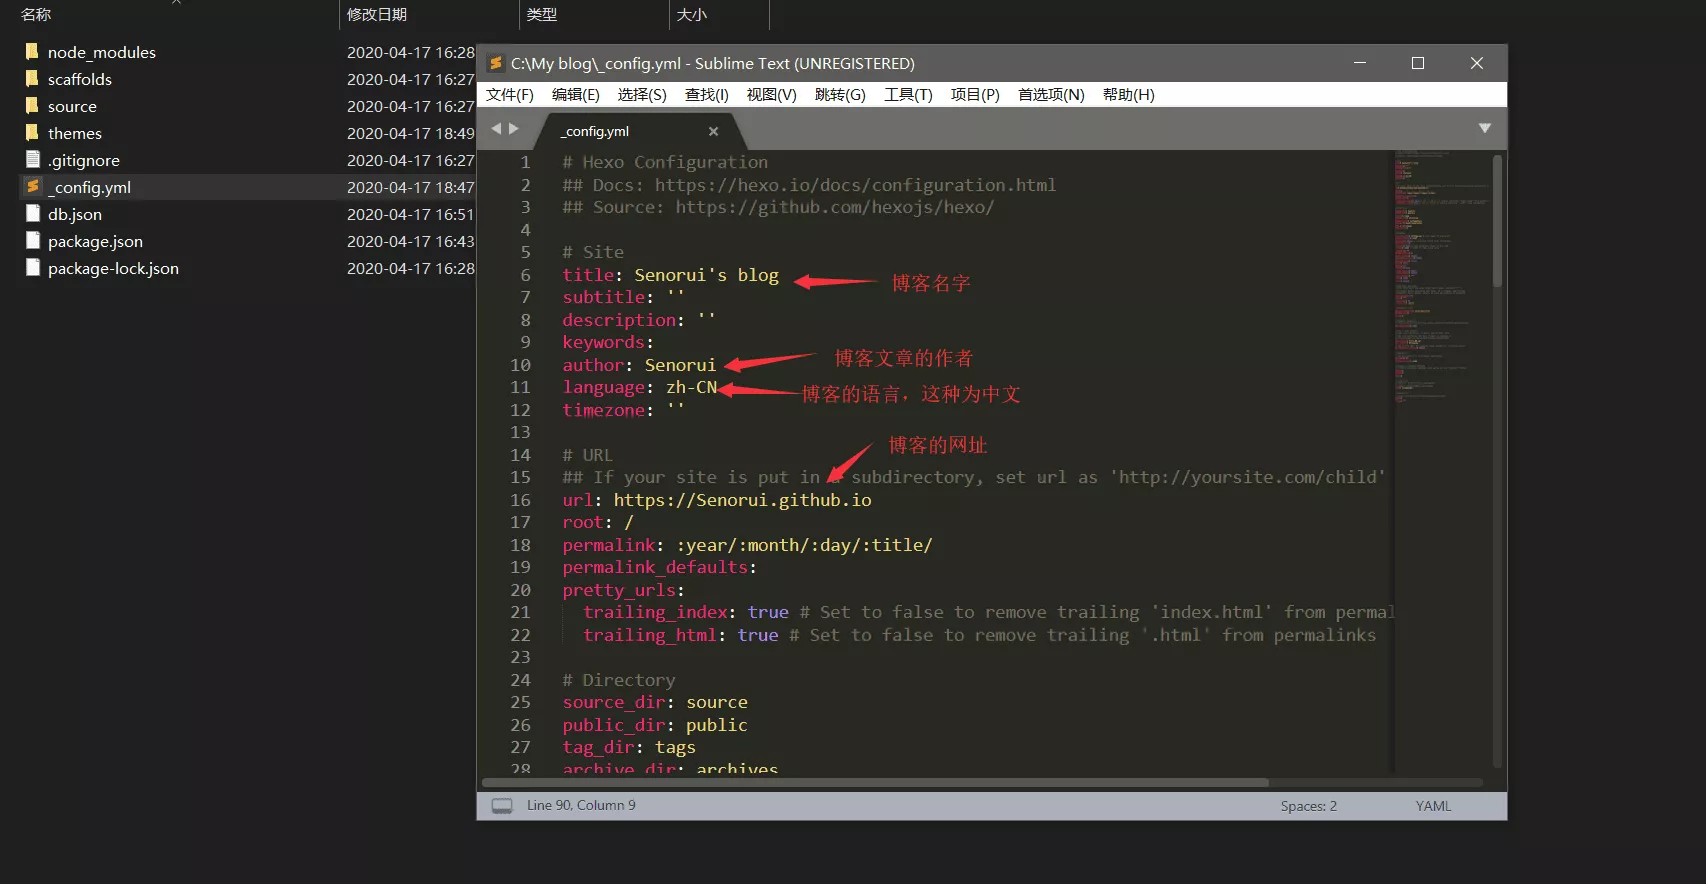 名称 修改日期 类型 大小
node_modules 2020-04-17 16:28
scaffolds 2020-04-17 16:27
source 2020-04-17 16:27
themes 2020-04-17 18:49
.gitignore 2020-04-17 16:27
_config.yml 2020-04-17 18:47
db.json 2020-04-17 16:51
package.json 2020-04-17 16:43
package-lock.json 2020-04-17 16:28
C:\My blog\_config.yml - Sublime Text (UNREGISTERED)
文件(F) 编辑(E) 选择(S) 查找(I) 视图(V) 跳转(G) 工具(T) 项目(P) 首选项(N) 帮助(H)
_config.yml
1 # Hexo Configuration
2 ## Docs: https://hexo.io/docs/configuration.html
3 ## Source: https://github.com/hexojs/hexo/
4
5 # Site
6 title: Senorui's blog 博客名字
7 subtitle: ''
8 description: ''
9 keywords:
10 author: Senorui 博客文章的作者
11 language: zh-CN 博客的语言，这种为中文
12 timezone: ''
13 博客的网址
14 # URL
15 ## If your site is put in a subdirectory, set url as 'http://yoursite.com/child'
16 url: https://Senorui.github.io
17 root: /
18 permalink: :year/:month/:day/:title/
19 permalink_defaults:
20 pretty_urls:
21 trailing_index: true # Set to false to remove trailing 'index.html' from permal
22 trailing_html: true # Set to false to remove trailing '.html' from permalinks
23
24 # Directory
25 source_dir: source
26 public_dir: public
27 tag_dir: tags
28 archive_dir: archives
Line 90, Column 9 Spaces: 2 YAML